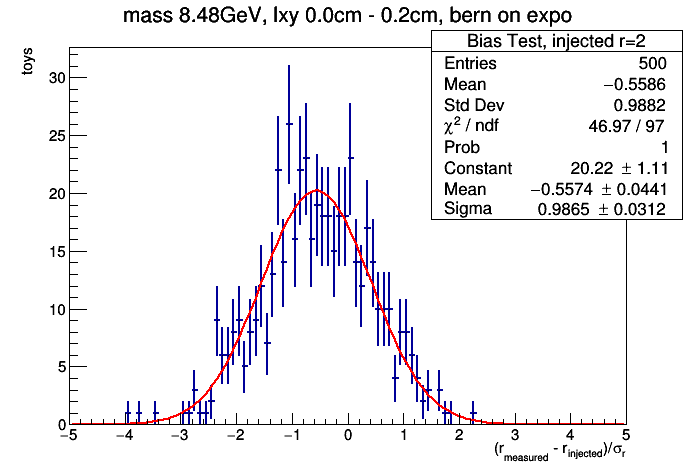 mass 8.48GeV, lxy 0.0cm - 0.2cm, bern on expo
Bias Test, injected r=2
Entries 500
Mean −0.5586
Std Dev 0.9882
χ² / ndf 46.97 / 97
Prob 1
Constant 20.22 ± 1.11
Mean −0.5574 ± 0.0441
Sigma 0.9865 ± 0.0312
toys
30
25
20
15
10
5
0
−5 −4 −3 −2 −1 0 1 2 3 4 5
(r_measured - r_injected)/σ_r